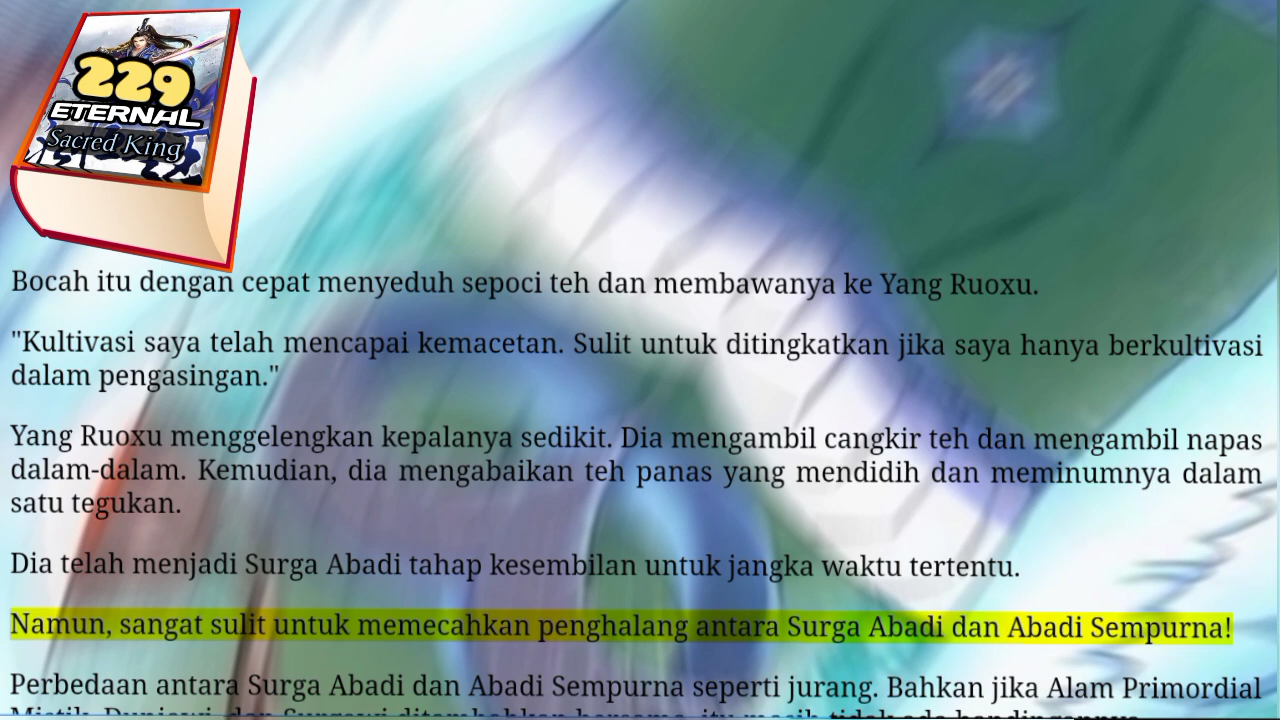 229
ETERNAL
Sacred King
Bocah itu dengan cepat menyeduh sepoci teh dan membawanya ke Yang Ruoxu.
"Kultivasi saya telah mencapai kemacetan. Sulit untuk ditingkatkan jika saya hanya berkultivasi
dalam pengasingan."
Yang Ruoxu menggelengkan kepalanya sedikit. Dia mengambil cangkir teh dan mengambil napas
dalam-dalam. Kemudian, dia mengabaikan teh panas yang mendidih dan meminumnya dalam
satu tegukan.
Dia telah menjadi Surga Abadi tahap kesembilan untuk jangka waktu tertentu.
Namun, sangat sulit untuk memecahkan penghalang antara Surga Abadi dan Abadi Sempurna!
Perbedaan antara Surga Abadi dan Abadi Sempurna seperti jurang. Bahkan jika Alam Primordial